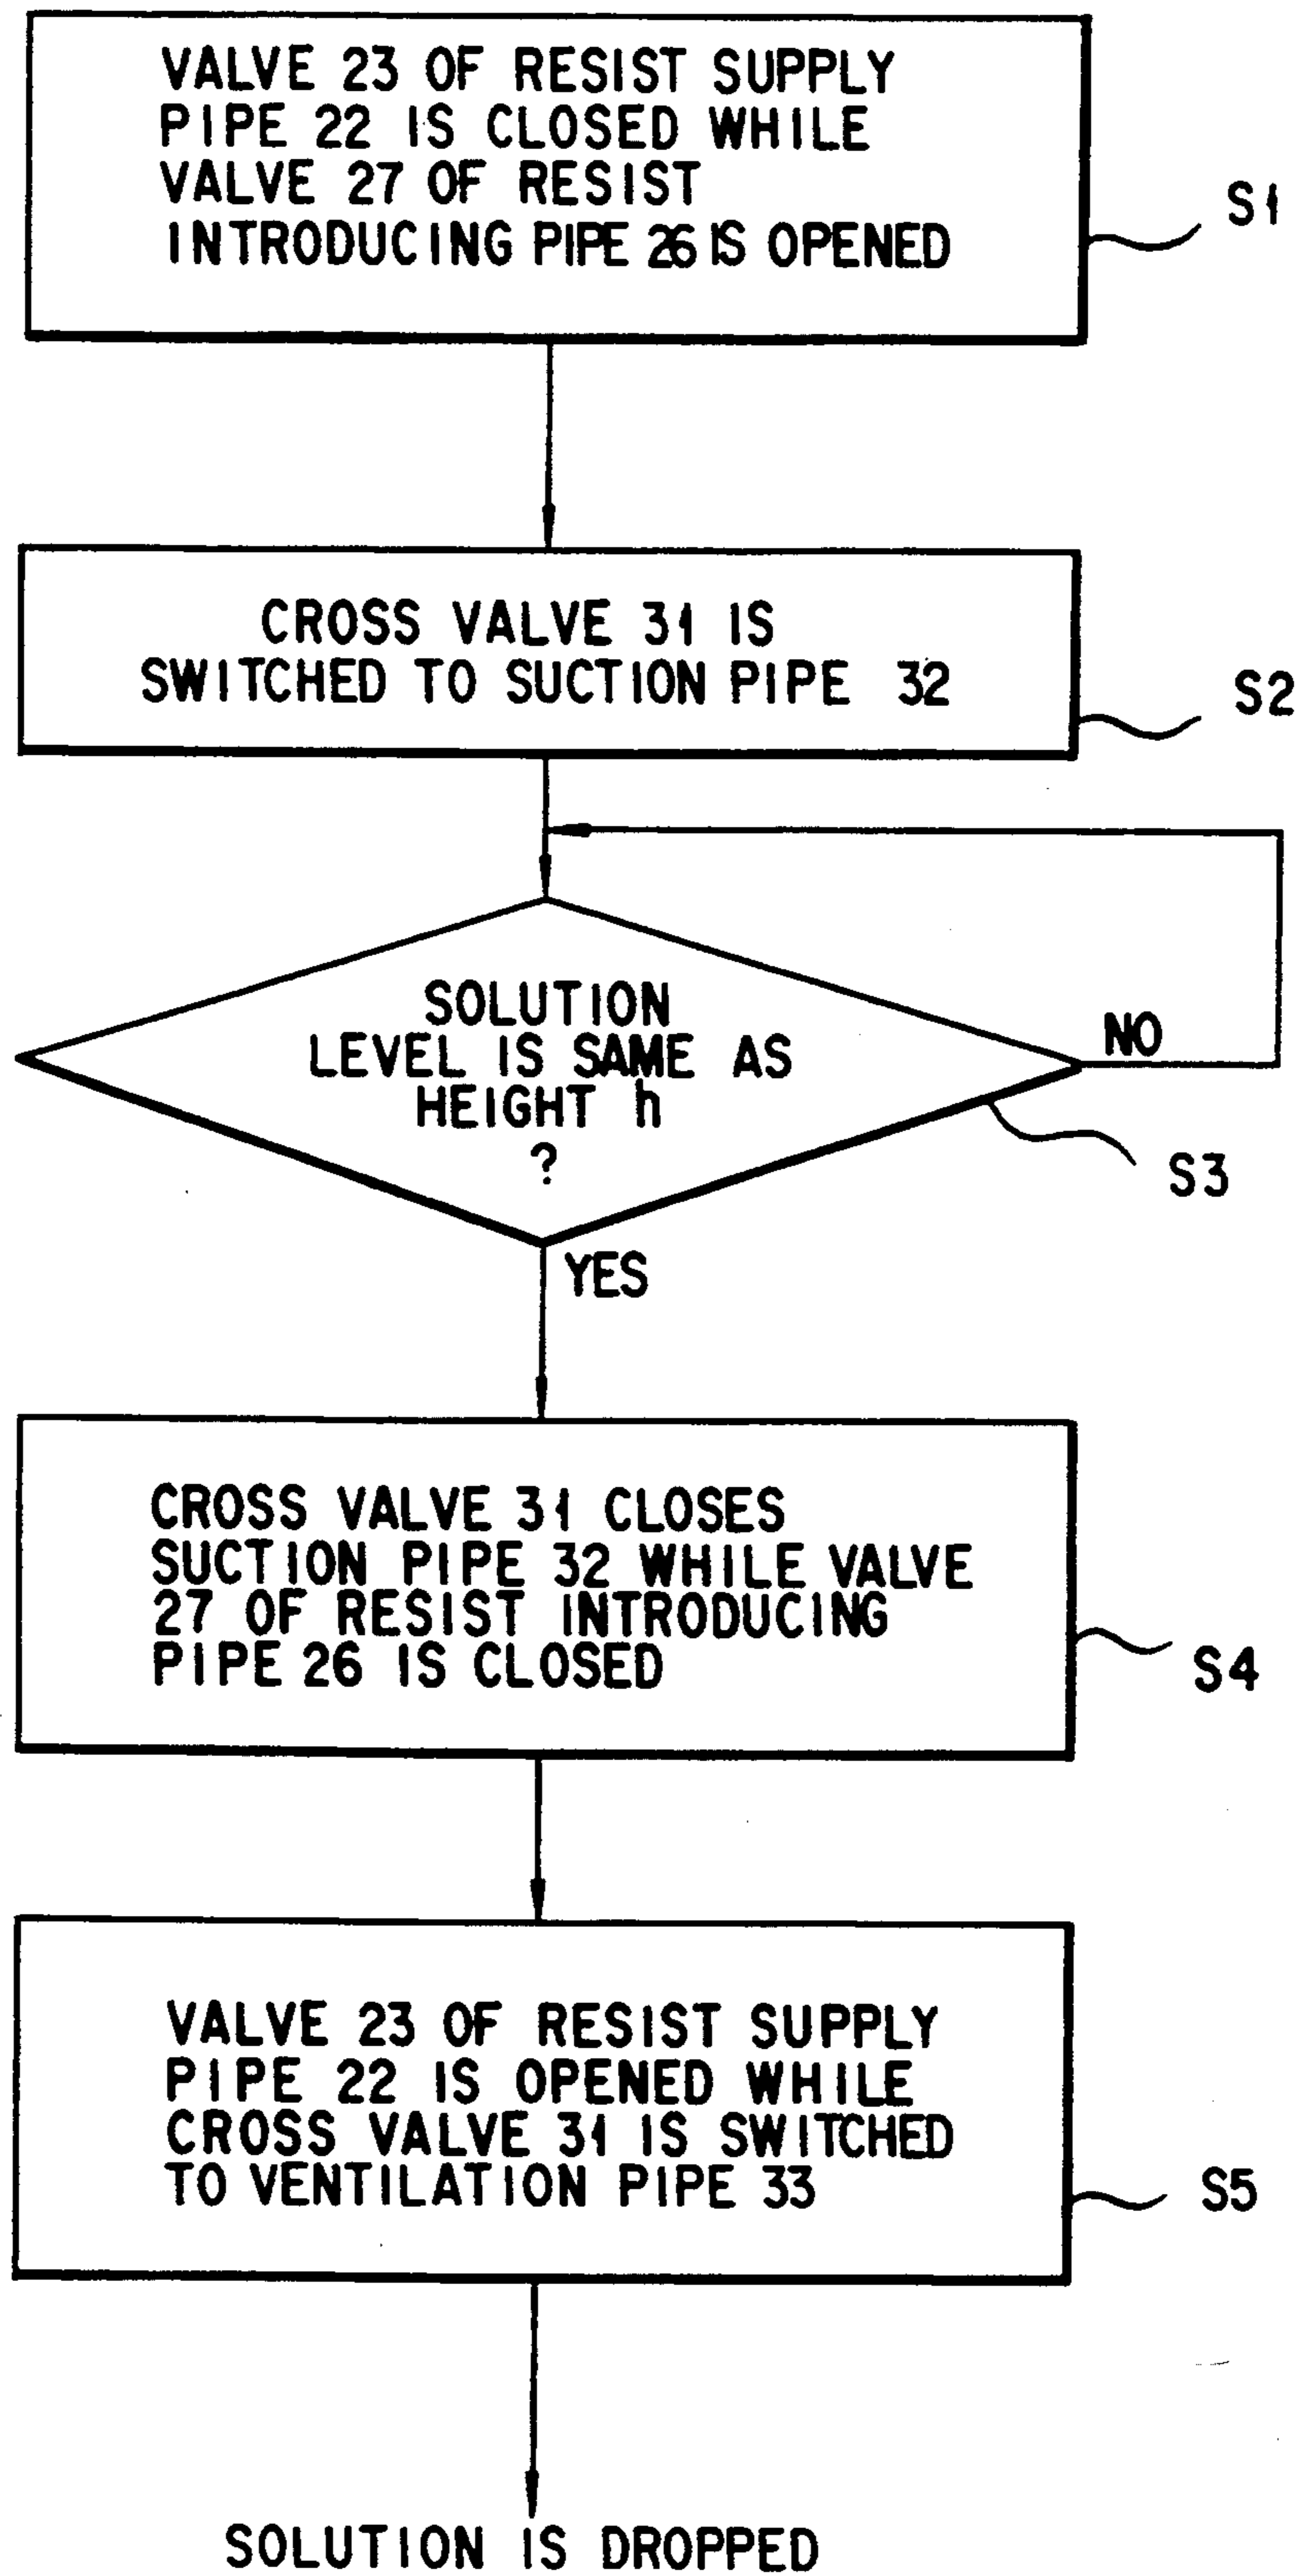 VALVE 23 OF RESIST SUPPLY
PIPE 22 IS CLOSED WHILE
VALVE 27 OF RESIST
INTRODUCING PIPE 26 IS OPENED
S1
CROSS VALVE 31 IS
SWITCHED TO SUCTION PIPE 32
S2
SOLUTION
LEVEL IS SAME AS
HEIGHT h
?
NO
S3
YES
CROSS VALVE 31 CLOSES
SUCTION PIPE 32 WHILE VALVE
27 OF RESIST INTRODUCING
PIPE 26 IS CLOSED
S4
VALVE 23 OF RESIST SUPPLY
PIPE 22 IS OPENED WHILE
CROSS VALVE 31 IS SWITCHED
TO VENTILATION PIPE 33
S5
SOLUTION IS DROPPED